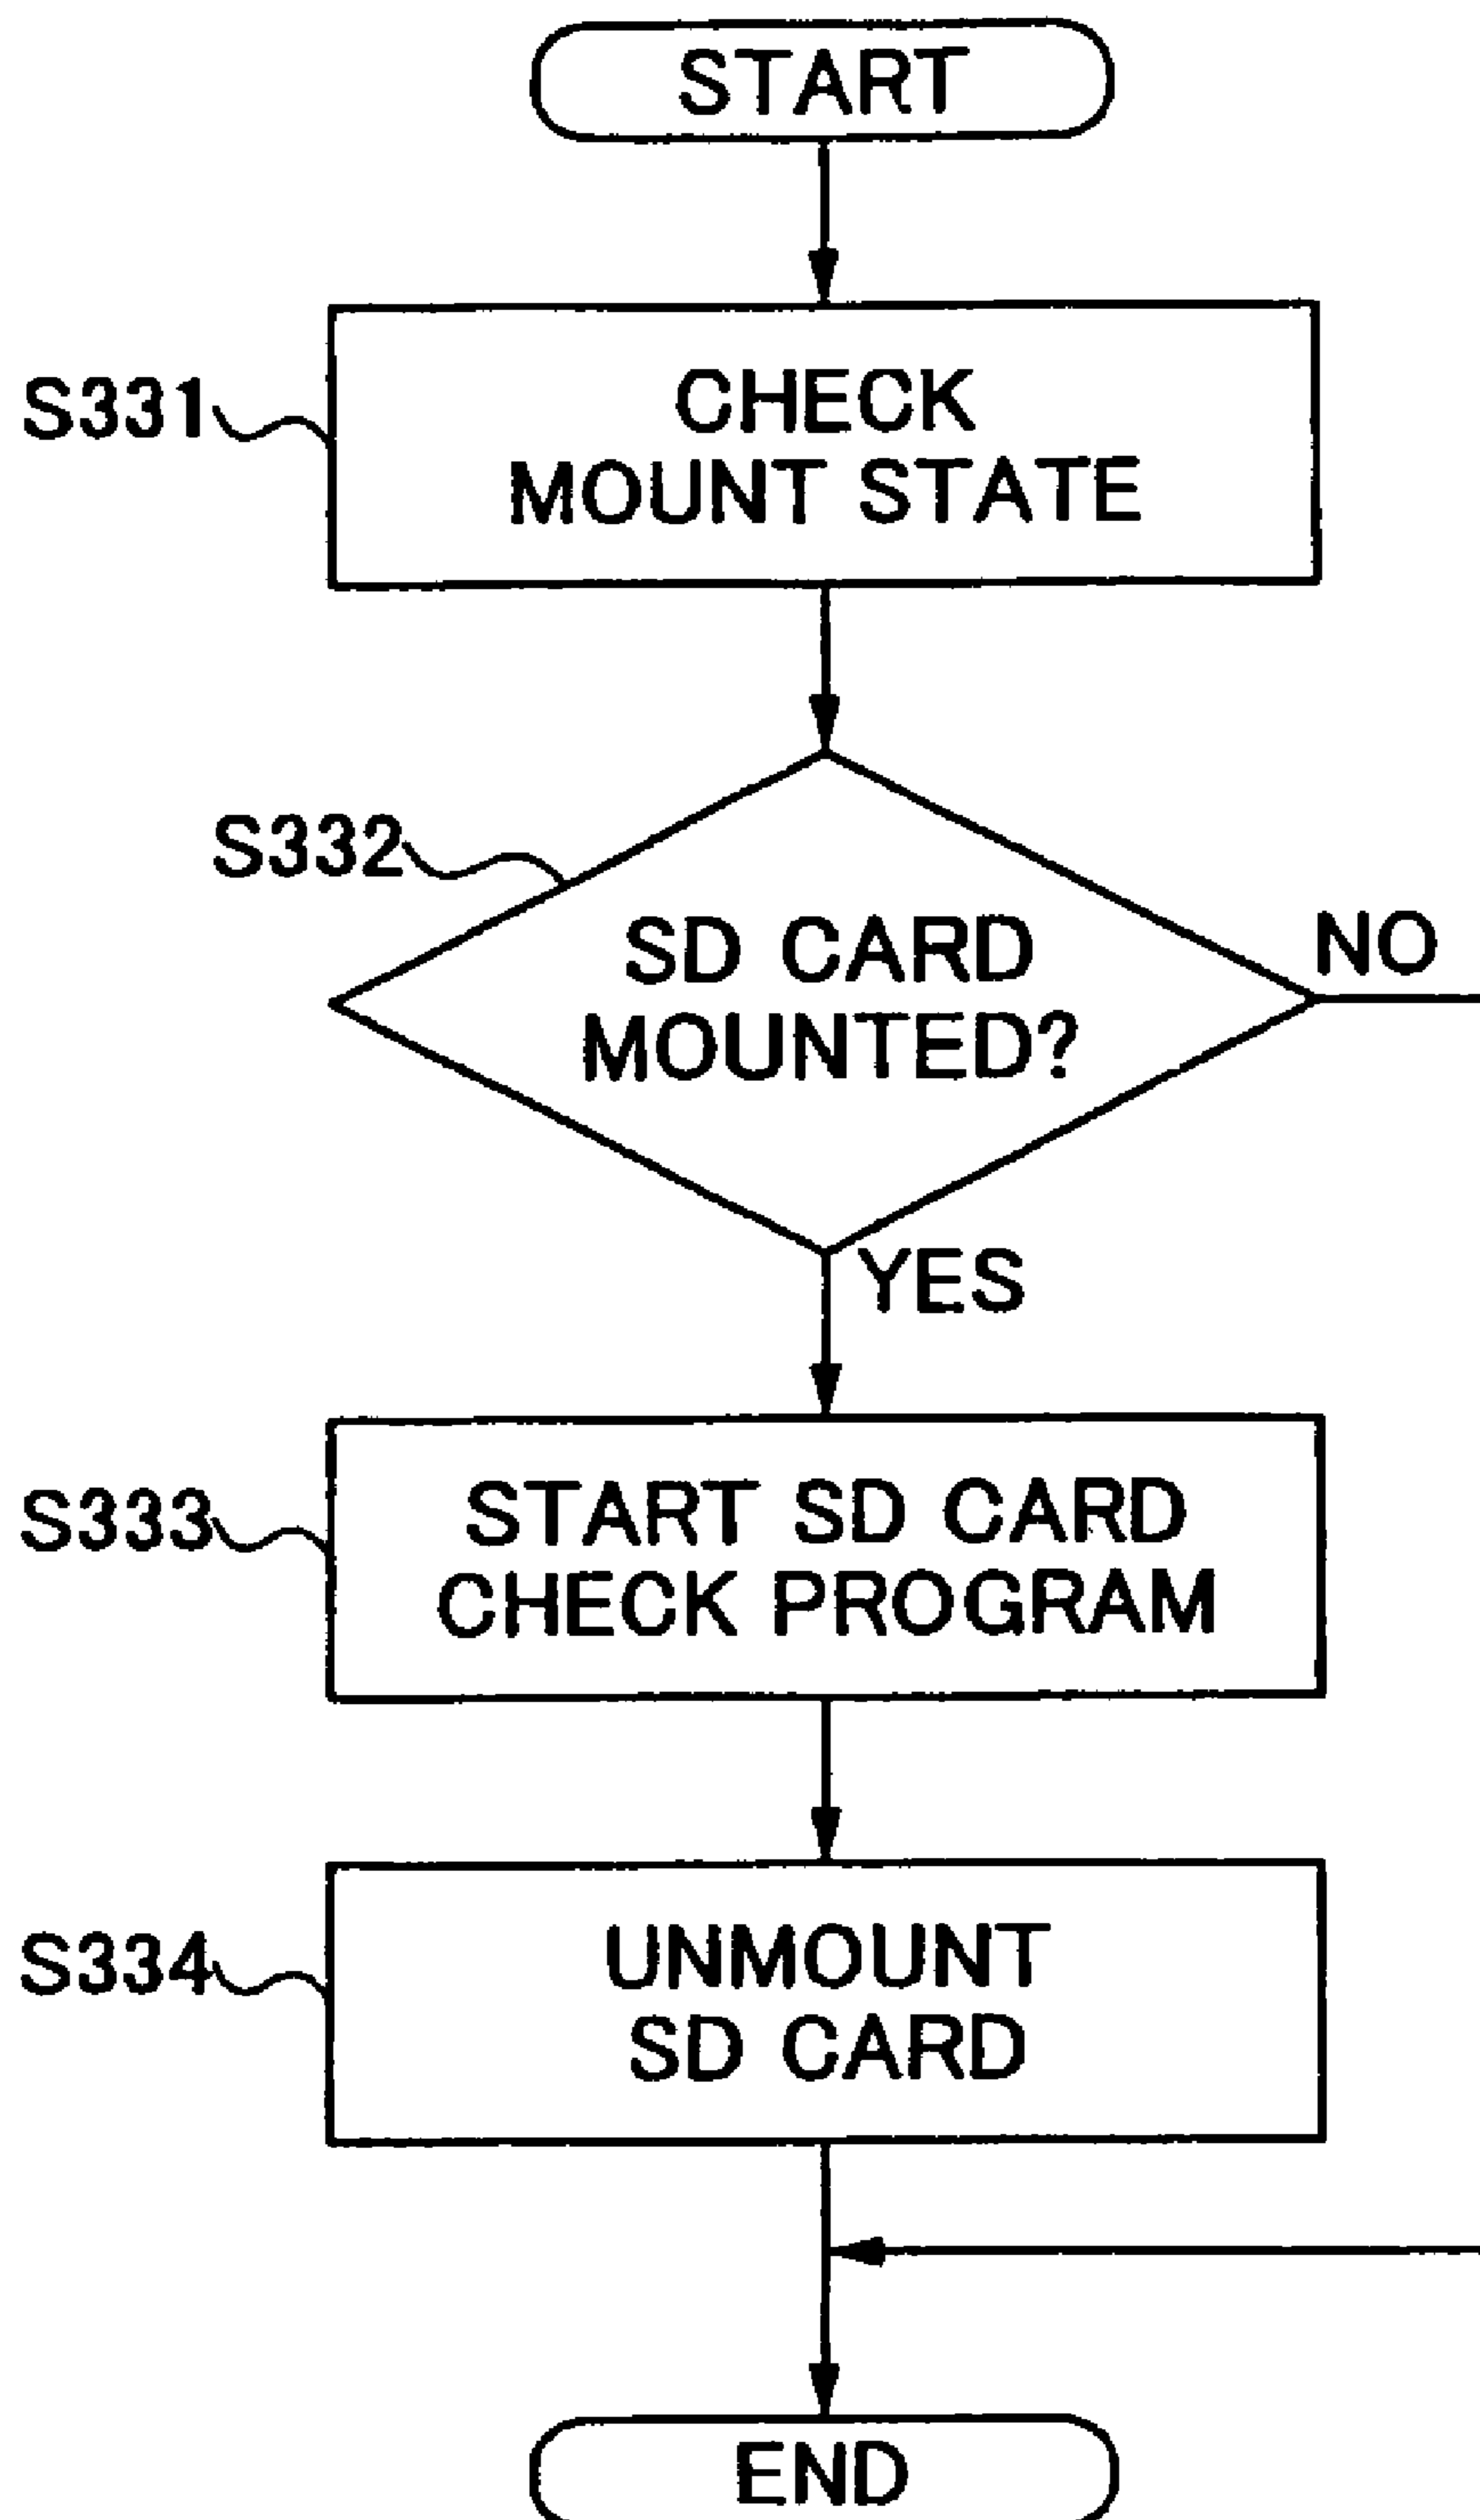 START
S331
CHECK
MOUNT STATE
S332
SD CARD
MOUNTED?
NO
YES
S333
START SD CARD
CHECK PROGRAM
S334
UNMOUNT
SD CARD
END